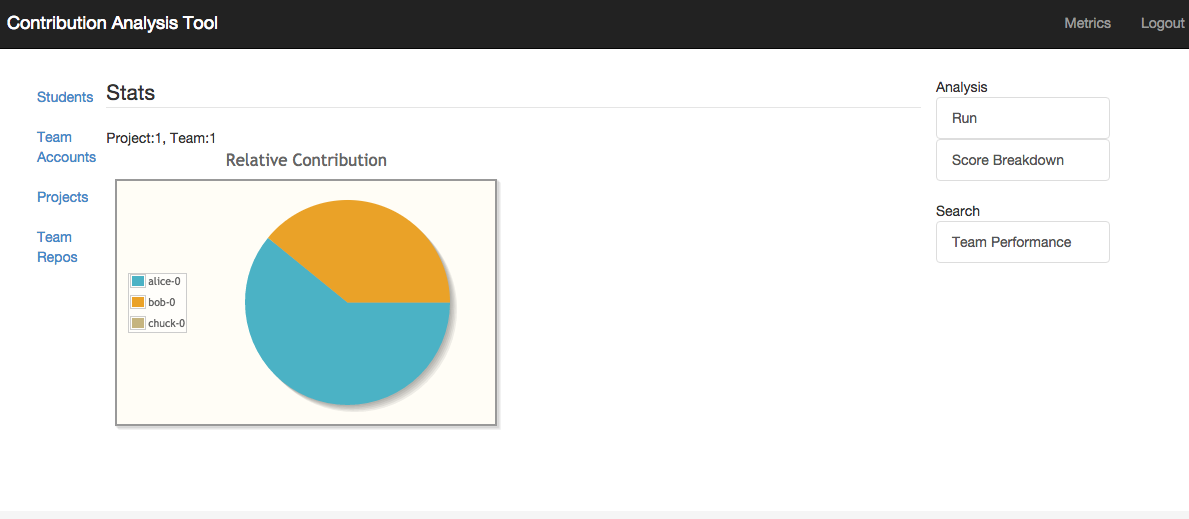 Contribution Analysis Tool
Metrics
Logout
Students
Team
Accounts
Projects
Team
Repos
Stats
Project:1, Team:1
Relative Contribution
alice-0
bob-0
chuck-0
Analysis
Run
Score Breakdown
Search
Team Performance